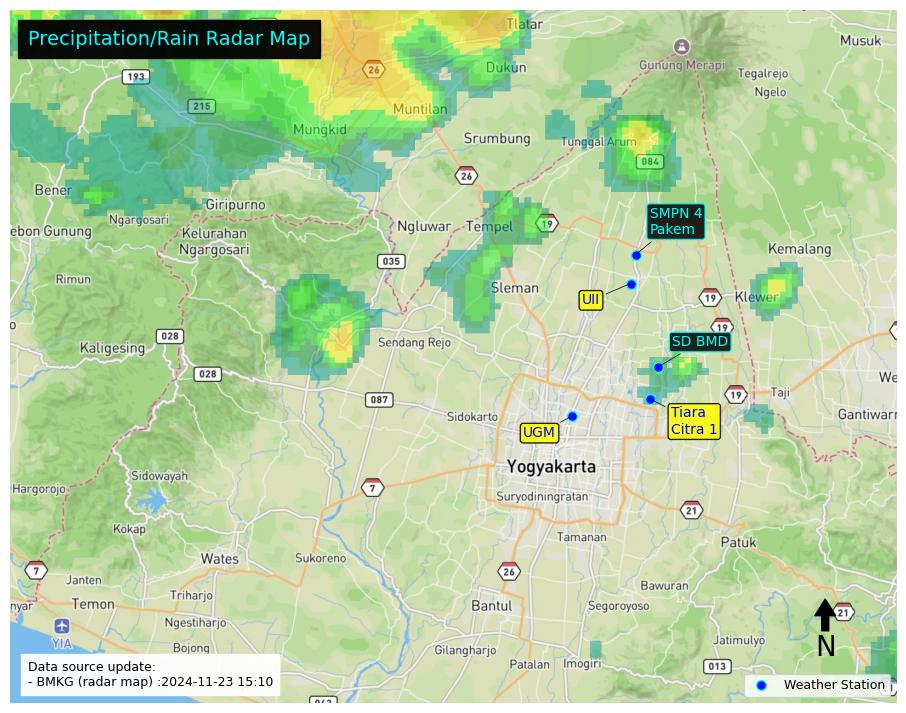 Precipitation/Rain Radar Map
Tlatar
Musuk
193
26
Dukun
Gunung Merapi
Tegalrejo
Ngelo
215
Muntilan
Mungkid
Srumbung
Tunggal Arum
084
26
Bener
Ngargosari
Giripurno
ebon Gunung
Kelurahan
Ngargosari
Ngluwar
Tempel
19
SMPN 4
Pakem
Kemalang
035
Rimun
Sleman
UII
19
Klewer
Kaligesing
028
Sendang Rejo
19
SD BMD
028
087
19
Taji
We
Sidokarto
UGM
Tiara
Citra 1
Gantiwarn
Yogyakarta
Sidowayah
Hargorojo
7
Suryodiningratan
21
Kokap
Tamanan
Patuk
Wates
Sukoreno
7
26
Janten
Bawuran
nyar
Temon
Triharjo
Bantul
Segoroyoso
21
Ngestiharjo
YIA
Bojong
Gilangharjo
Jatimulyo
N
Patalan
Imogiri
013
Data source update:
- BMKG (radar map) :2024-11-23 15:10
Weather Station